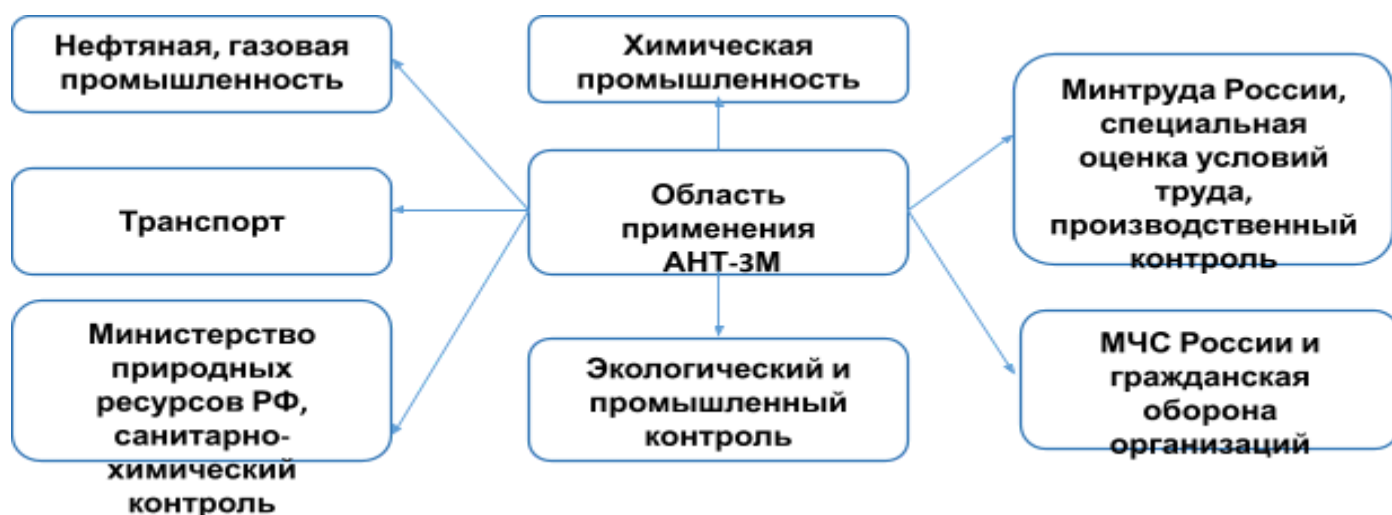 Нефтяная, газовая
промышленность
Химическая
промышленность
Минтруда России,
специальная
оценка условий
труда,
производственный
контроль
Транспорт
Область
применения
АНТ-3М
Министерство
природных
ресурсов РФ,
санитарно-
химический
контроль
Экологический и
промышленный
контроль
МЧС России и
гражданская
оборона
организаций